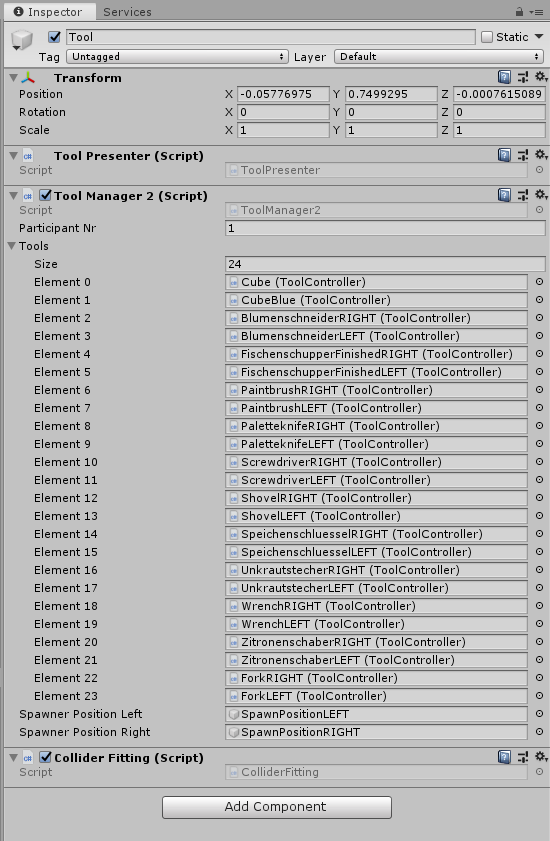 Inspector Services
Tool Static
Tag Untagged Layer Default
Transform
Position X -0.05776975 Y 0.7499295 Z -0.0007615089
Rotation X 0 Y 0 Z 0
Scale X 1 Y 1 Z 1
Tool Presenter (Script)
Script ToolPresenter
Tool Manager 2 (Script)
Script ToolManager2
Participant Nr 1
Tools
Size 24
Element 0 Cube (ToolController)
Element 1 CubeBlue (ToolController)
Element 2 BlumenschneiderRIGHT (ToolController)
Element 3 BlumenschneiderLEFT (ToolController)
Element 4 FischenschupperFinishedRIGHT (ToolController)
Element 5 FischenschupperFinishedLEFT (ToolController)
Element 6 PaintbrushRIGHT (ToolController)
Element 7 PaintbrushLEFT (ToolController)
Element 8 PaletteknifeRIGHT (ToolController)
Element 9 PaletteknifeLEFT (ToolController)
Element 10 ScrewdriverRIGHT (ToolController)
Element 11 ScrewdriverLEFT (ToolController)
Element 12 ShovelRIGHT (ToolController)
Element 13 ShovelLEFT (ToolController)
Element 14 SpeichenschluesselRIGHT (ToolController)
Element 15 SpeichenschluesselLEFT (ToolController)
Element 16 UnkrautstecherRIGHT (ToolController)
Element 17 UnkrautstecherLEFT (ToolController)
Element 18 WrenchRIGHT (ToolController)
Element 19 WrenchLEFT (ToolController)
Element 20 ZitronenschaberRIGHT (ToolController)
Element 21 ZitronenschaberLEFT (ToolController)
Element 22 ForkRIGHT (ToolController)
Element 23 ForkLEFT (ToolController)
Spawner Position Left SpawnPositionLEFT
Spawner Position Right SpawnPositionRIGHT
Collider Fitting (Script)
Script ColliderFitting
Add Component